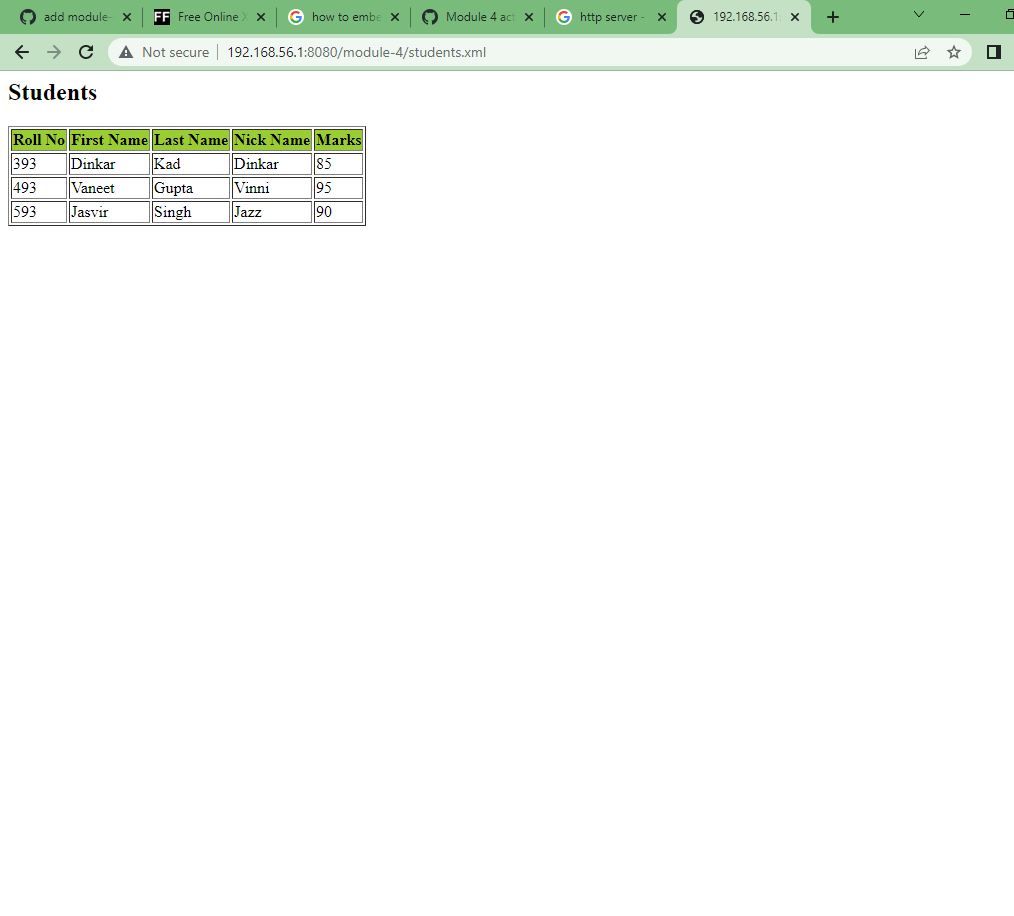 add module- FF Free Online X how to embe Module 4 act http server - 192.168.56.1:
Not secure 192.168.56.1:8080/module-4/students.xml
Students
Roll No First Name Last Name Nick Name Marks
393 Dinkar Kad Dinkar 85
493 Vaneet Gupta Vinni 95
593 Jasvir Singh Jazz 90